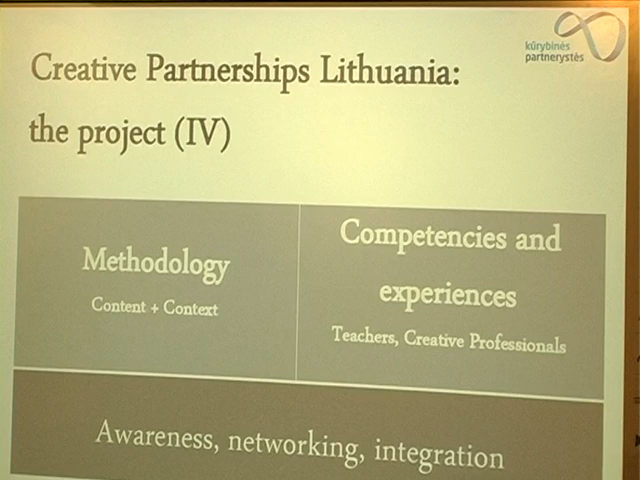 kūrybinės
partnerystės
Creative Partnerships Lithuania:
the project (IV)
Methodology
Content + Context
Competencies and
experiences
Teachers, Creative Professionals
Awareness, networking, integration